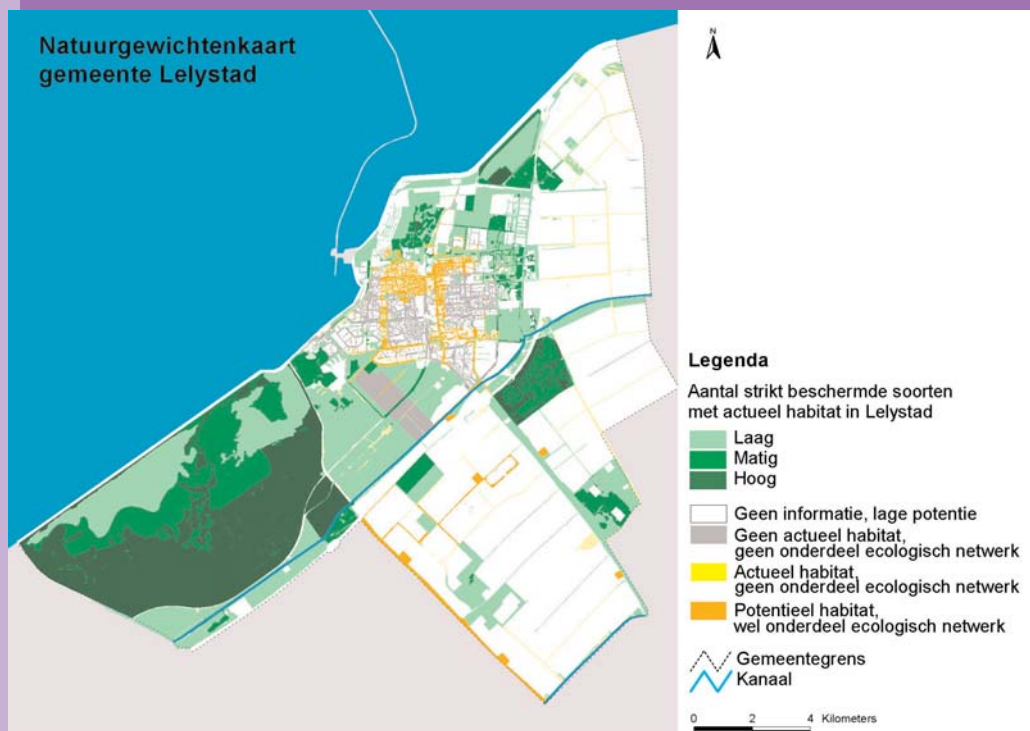 Natuurgewichtenkaart
gemeente Lelystad
N
Legenda
Aantal strikt beschermde soorten
met actueel habitat in Lelystad
Laag
Matig
Hoog
Geen informatie, lage potentie
Geen actueel habitat,
geen onderdeel ecologisch netwerk
Actueel habitat,
geen onderdeel ecologisch netwerk
Potentieel habitat,
wel onderdeel ecologisch netwerk
Gemeentegrens
Kanaal
0 2 4 Kilometers